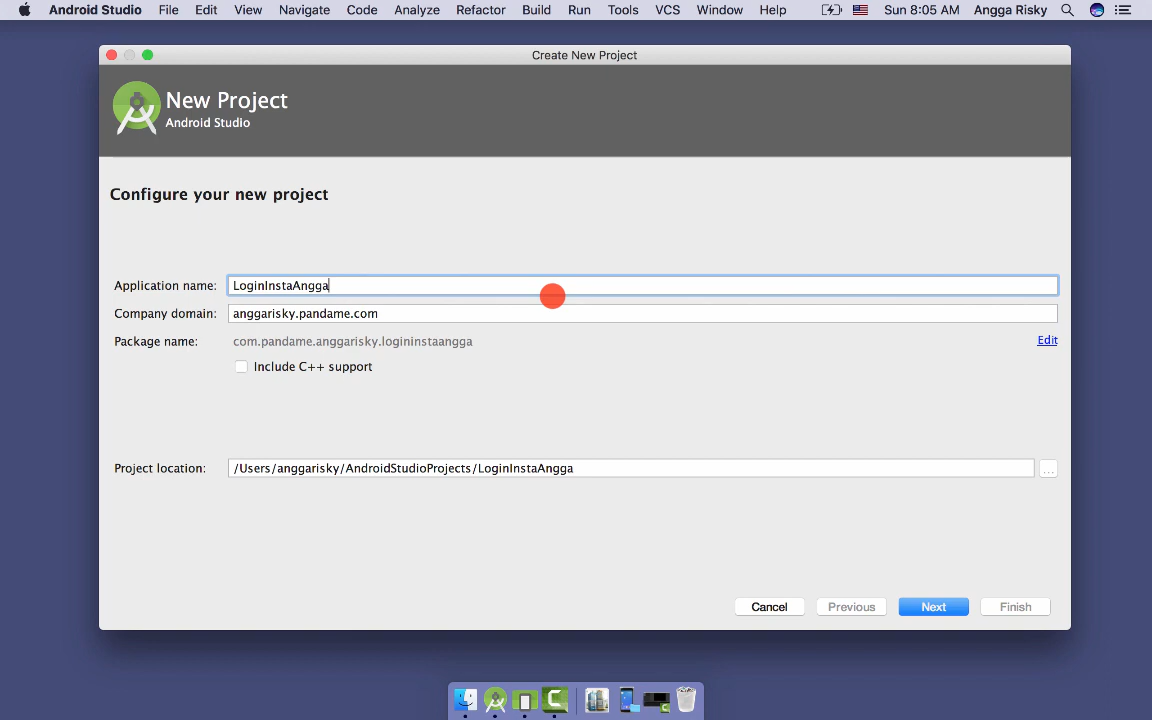 Android Studio File Edit View Navigate Code Analyze Refactor Build Run Tools VCS Window Help Sun 8:05 AM Angga Risky
Create New Project
New Project
Android Studio
Configure your new project
Application name: LoginInstaAngga
Company domain: anggarisky.pandame.com
Package name: com.pandame.anggarisky.logininstaangga Edit
Include C++ support
Project location: /Users/anggarisky/AndroidStudioProjects/LoginInstaAngga ...
Cancel Previous Next Finish